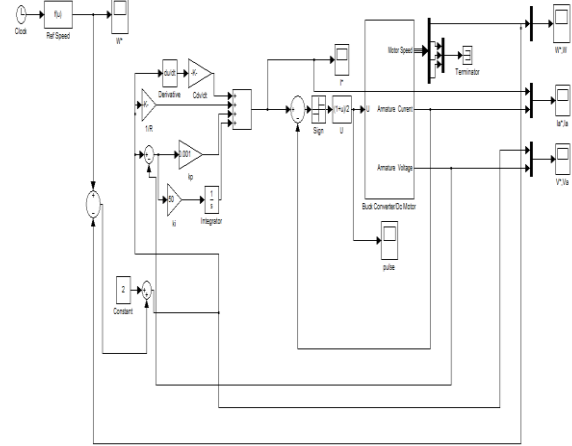 Clock
f(u)
Ref Speed
W*
du/dt
Derivative
-K-
Cdv/dt
-K-
1/R
0.001
kp
50
ki
1
s
Integrator
2
Constant
I*
Sign
(1+u)/2
U
U
Motor Speed
Armature Current
Armature Voltage
Buck Converter/Dc Motor
Terminator
pulse
W*,W
Ia*,Ia
V*,Va